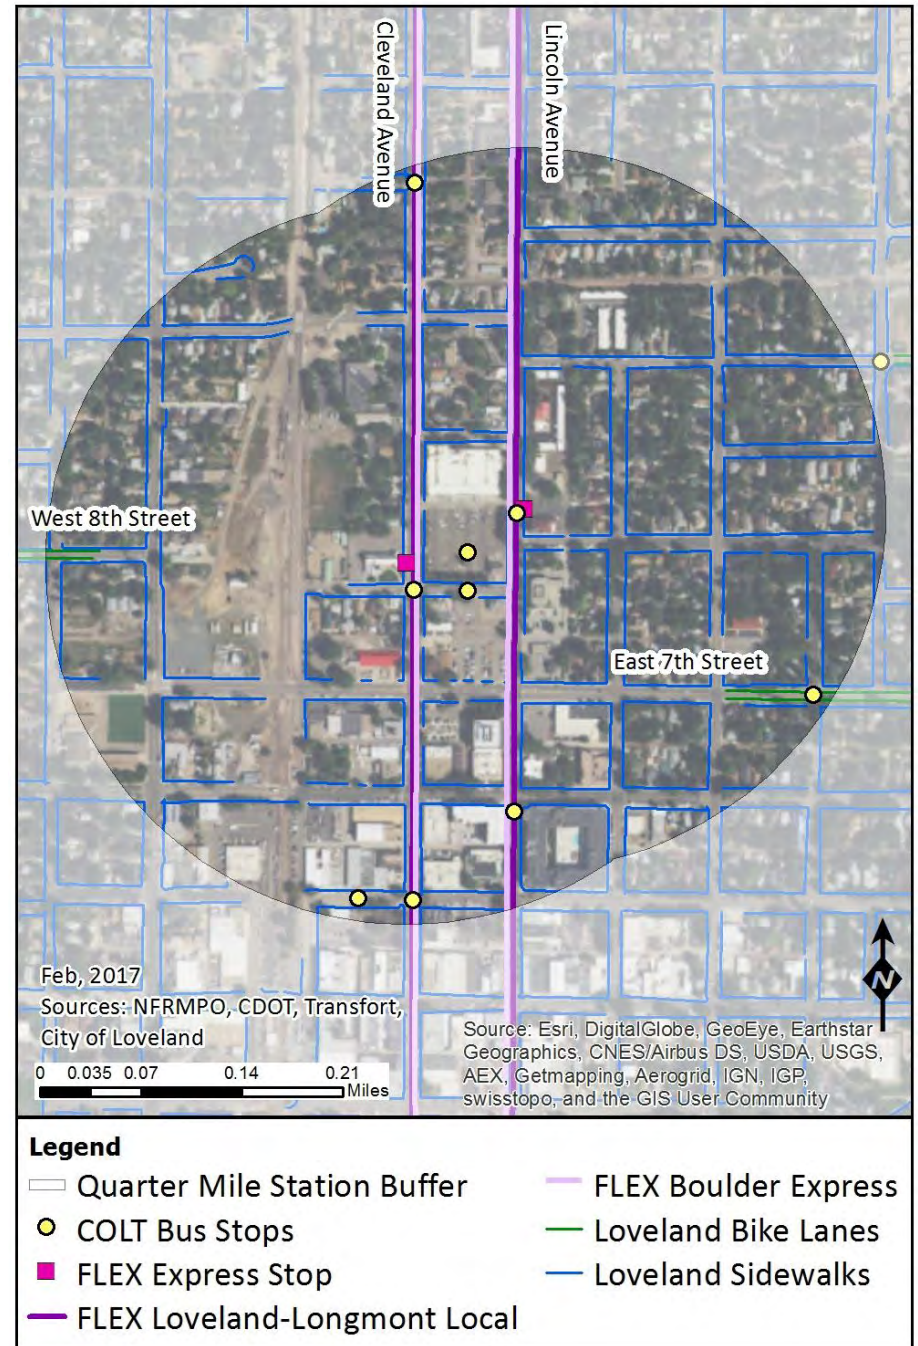 Cleveland Avenue
Lincoln Avenue
West 8th Street
East 7th Street
N
Feb, 2017
Sources: NFRMPO, CDOT, Transfort,
City of Loveland
0 0.035 0.07 0.14 0.21
Miles
Source: Esri, DigitalGlobe, GeoEye, Earthstar
Geographics, CNES/Airbus DS, USDA, USGS,
AEX, Getmapping, Aerogrid, IGN, IGP,
swisstopo, and the GIS User Community
Legend
Quarter Mile Station Buffer
COLT Bus Stops
FLEX Express Stop
FLEX Loveland-Longmont Local
FLEX Boulder Express
Loveland Bike Lanes
Loveland Sidewalks